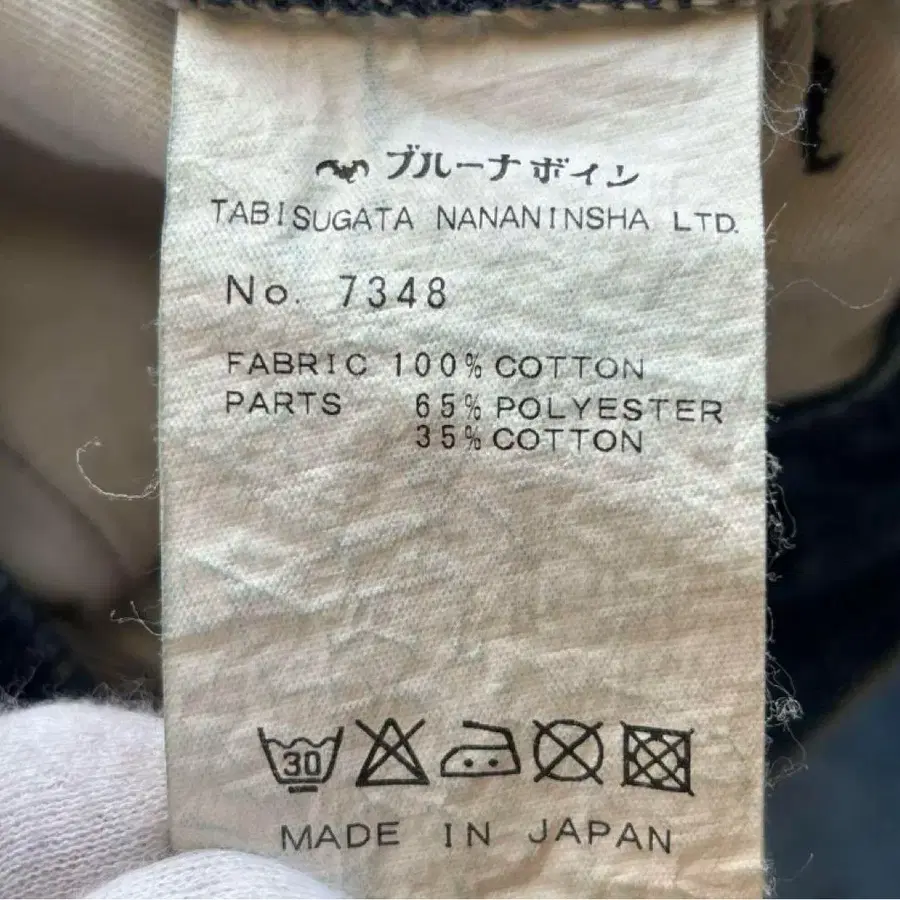 ブルーナボイン
TABISUGATA NANANINSHA LTD.
No. 7348
FABRIC 100% COTTON
PARTS 65% POLYESTER
35% COTTON
30
MADE IN JAPAN